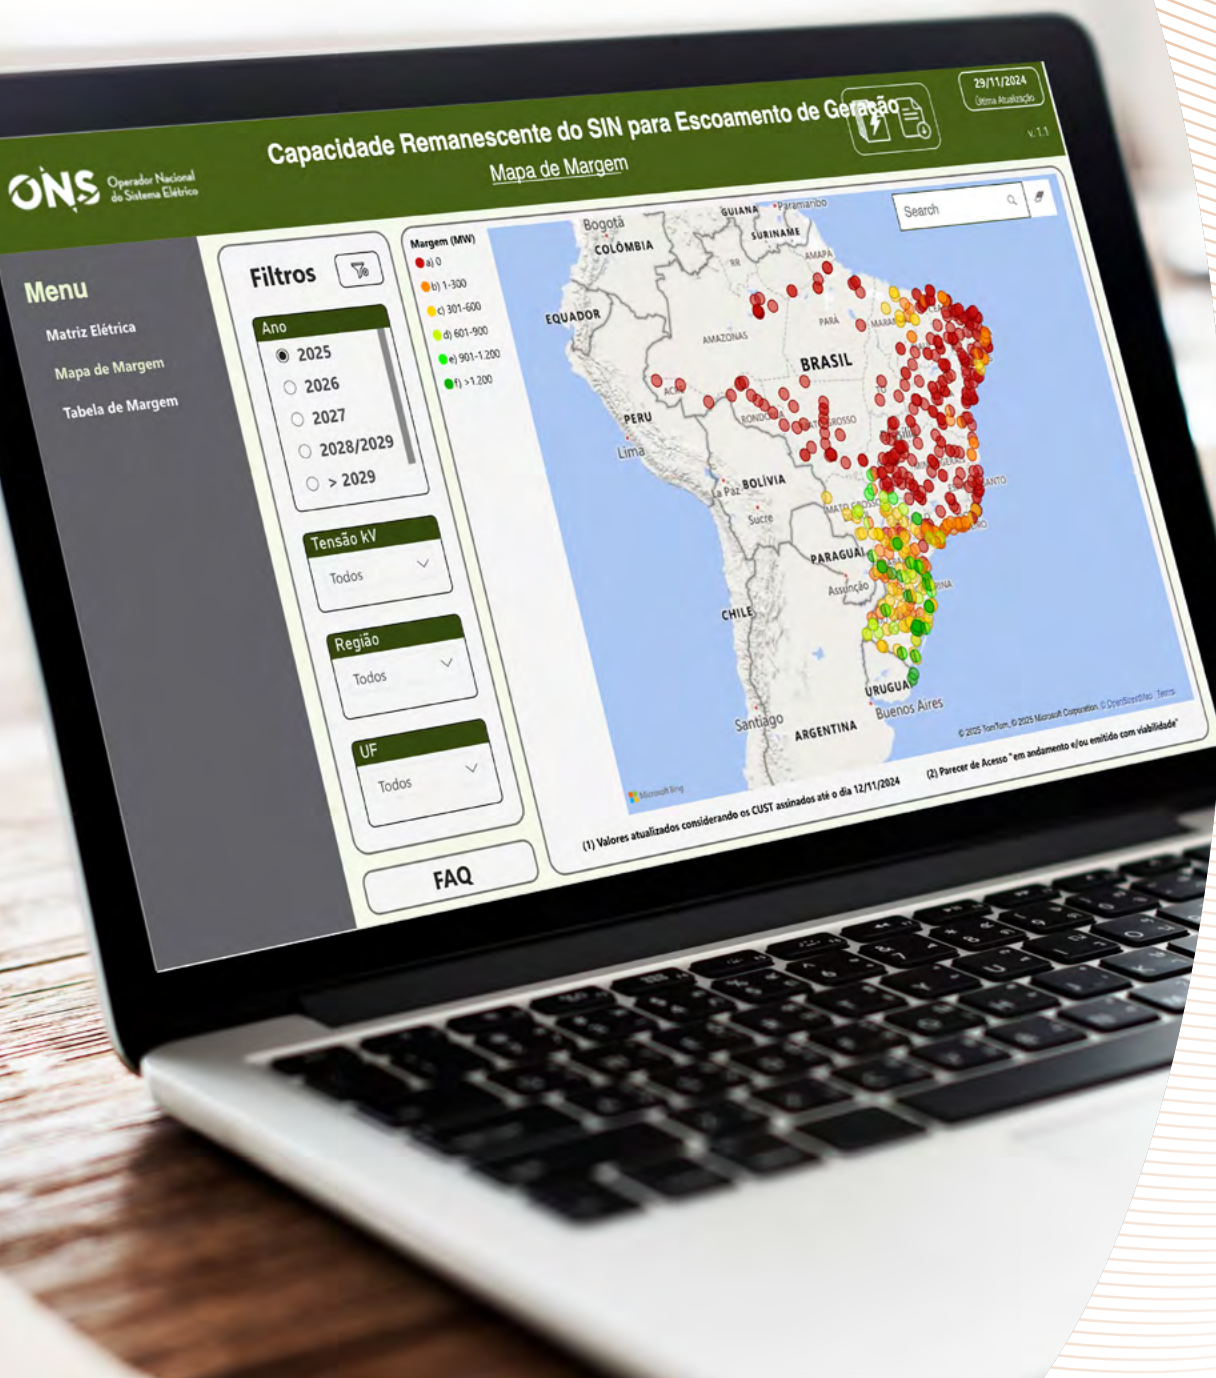 ONS
Operador Nacional
do Sistema Elétrico
Capacidade Remanescente do SIN para Escoamento de Geração
Mapa de Margem
29/11/2024
Última Atualização
v. 1.1
Menu
Matriz Elétrica
Mapa de Margem
Tabela de Margem
Filtros
Ano
2025
2026
2027
2028/2029
> 2029
Tensão kV
Todos
Região
Todos
UF
Todos
FAQ
Margem (MW)
a) 0
b) 1-300
c) 301-600
d) 601-900
e) 901-1.200
f) >1.200
Search
Bogotá
COLÔMBIA
GUIANA
Paramaribo
SURINAME
RR
AMAPÁ
EQUADOR
AMAZONAS
PARÁ
BRASIL
ACRE
PERU
Lima
La Paz
BOLÍVIA
Sucre
MATO GROSSO
PARAGUAI
Assunção
CHILE
URUGUAI
Santiago
ARGENTINA
Buenos Aires
Microsoft Bing
© 2025 TomTom, © 2025 Microsoft Corporation, © OpenStreetMap Terms
(1) Valores atualizados considerando os CUST assinados até o dia 12/11/2024
(2) Parecer de Acesso "em andamento e/ou emitido com viabilidade"